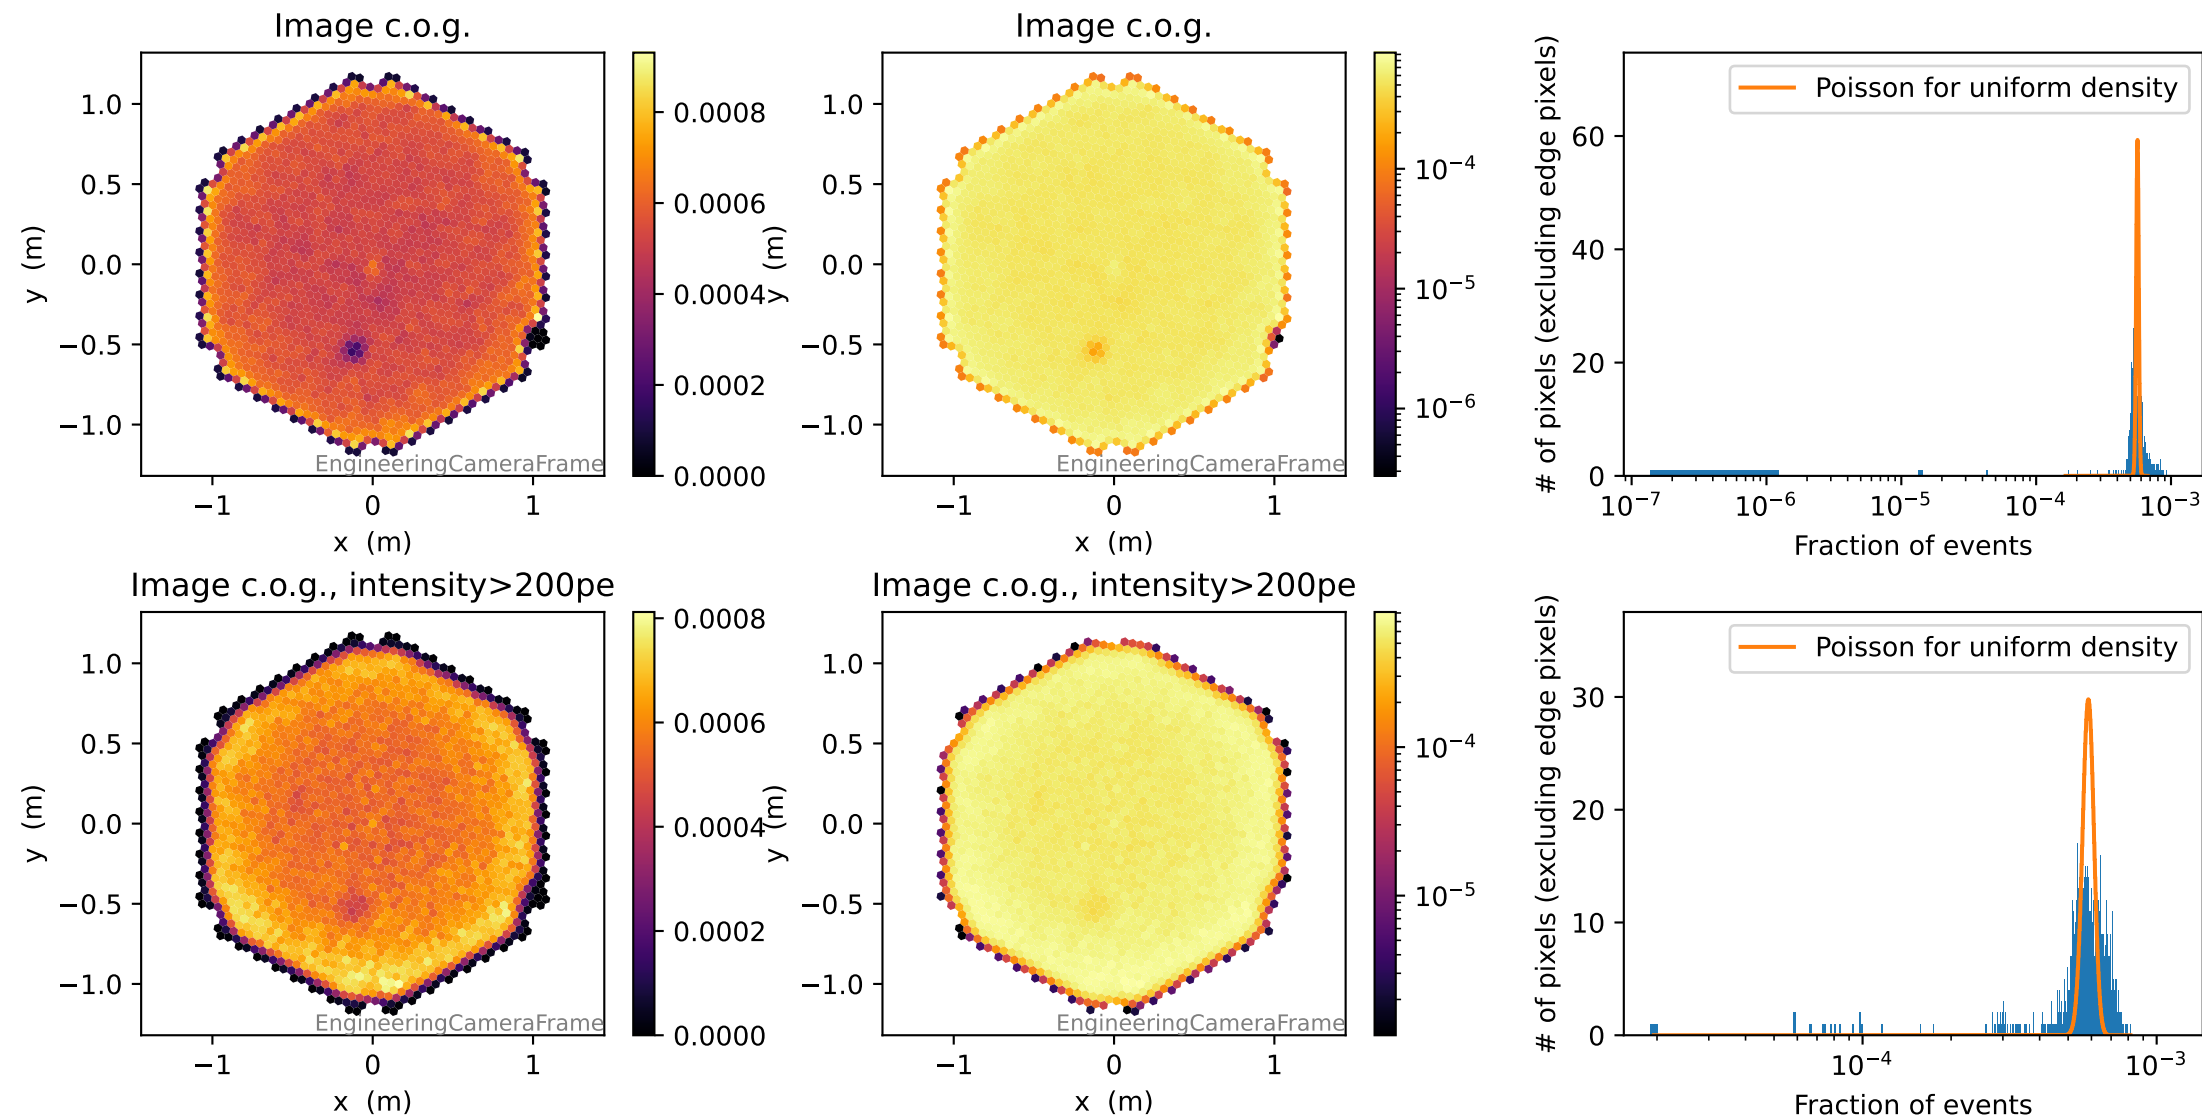 Image c.o.g.
1.0
0.5
0.0
−0.5
−1.0
y (m)
−1
0
1
x (m)
EngineeringCameraFrame
0.0008
0.0006
0.0004
0.0002
0.0000
Image c.o.g.
1.0
0.5
0.0
−0.5
−1.0
y (m)
−1
0
1
x (m)
EngineeringCameraFrame
10⁻⁴
10⁻⁵
10⁻⁶
Poisson for uniform density
# of pixels (excluding edge pixels)
60
40
20
0
10⁻⁷
10⁻⁶
10⁻⁵
10⁻⁴
10⁻³
Fraction of events
Image c.o.g., intensity>200pe
1.0
0.5
0.0
−0.5
−1.0
y (m)
−1
0
1
x (m)
EngineeringCameraFrame
0.0008
0.0006
0.0004
0.0002
0.0000
Image c.o.g., intensity>200pe
1.0
0.5
0.0
−0.5
−1.0
y (m)
−1
0
1
x (m)
EngineeringCameraFrame
10⁻⁴
10⁻⁵
Poisson for uniform density
# of pixels (excluding edge pixels)
30
20
10
0
10⁻⁴
10⁻³
Fraction of events